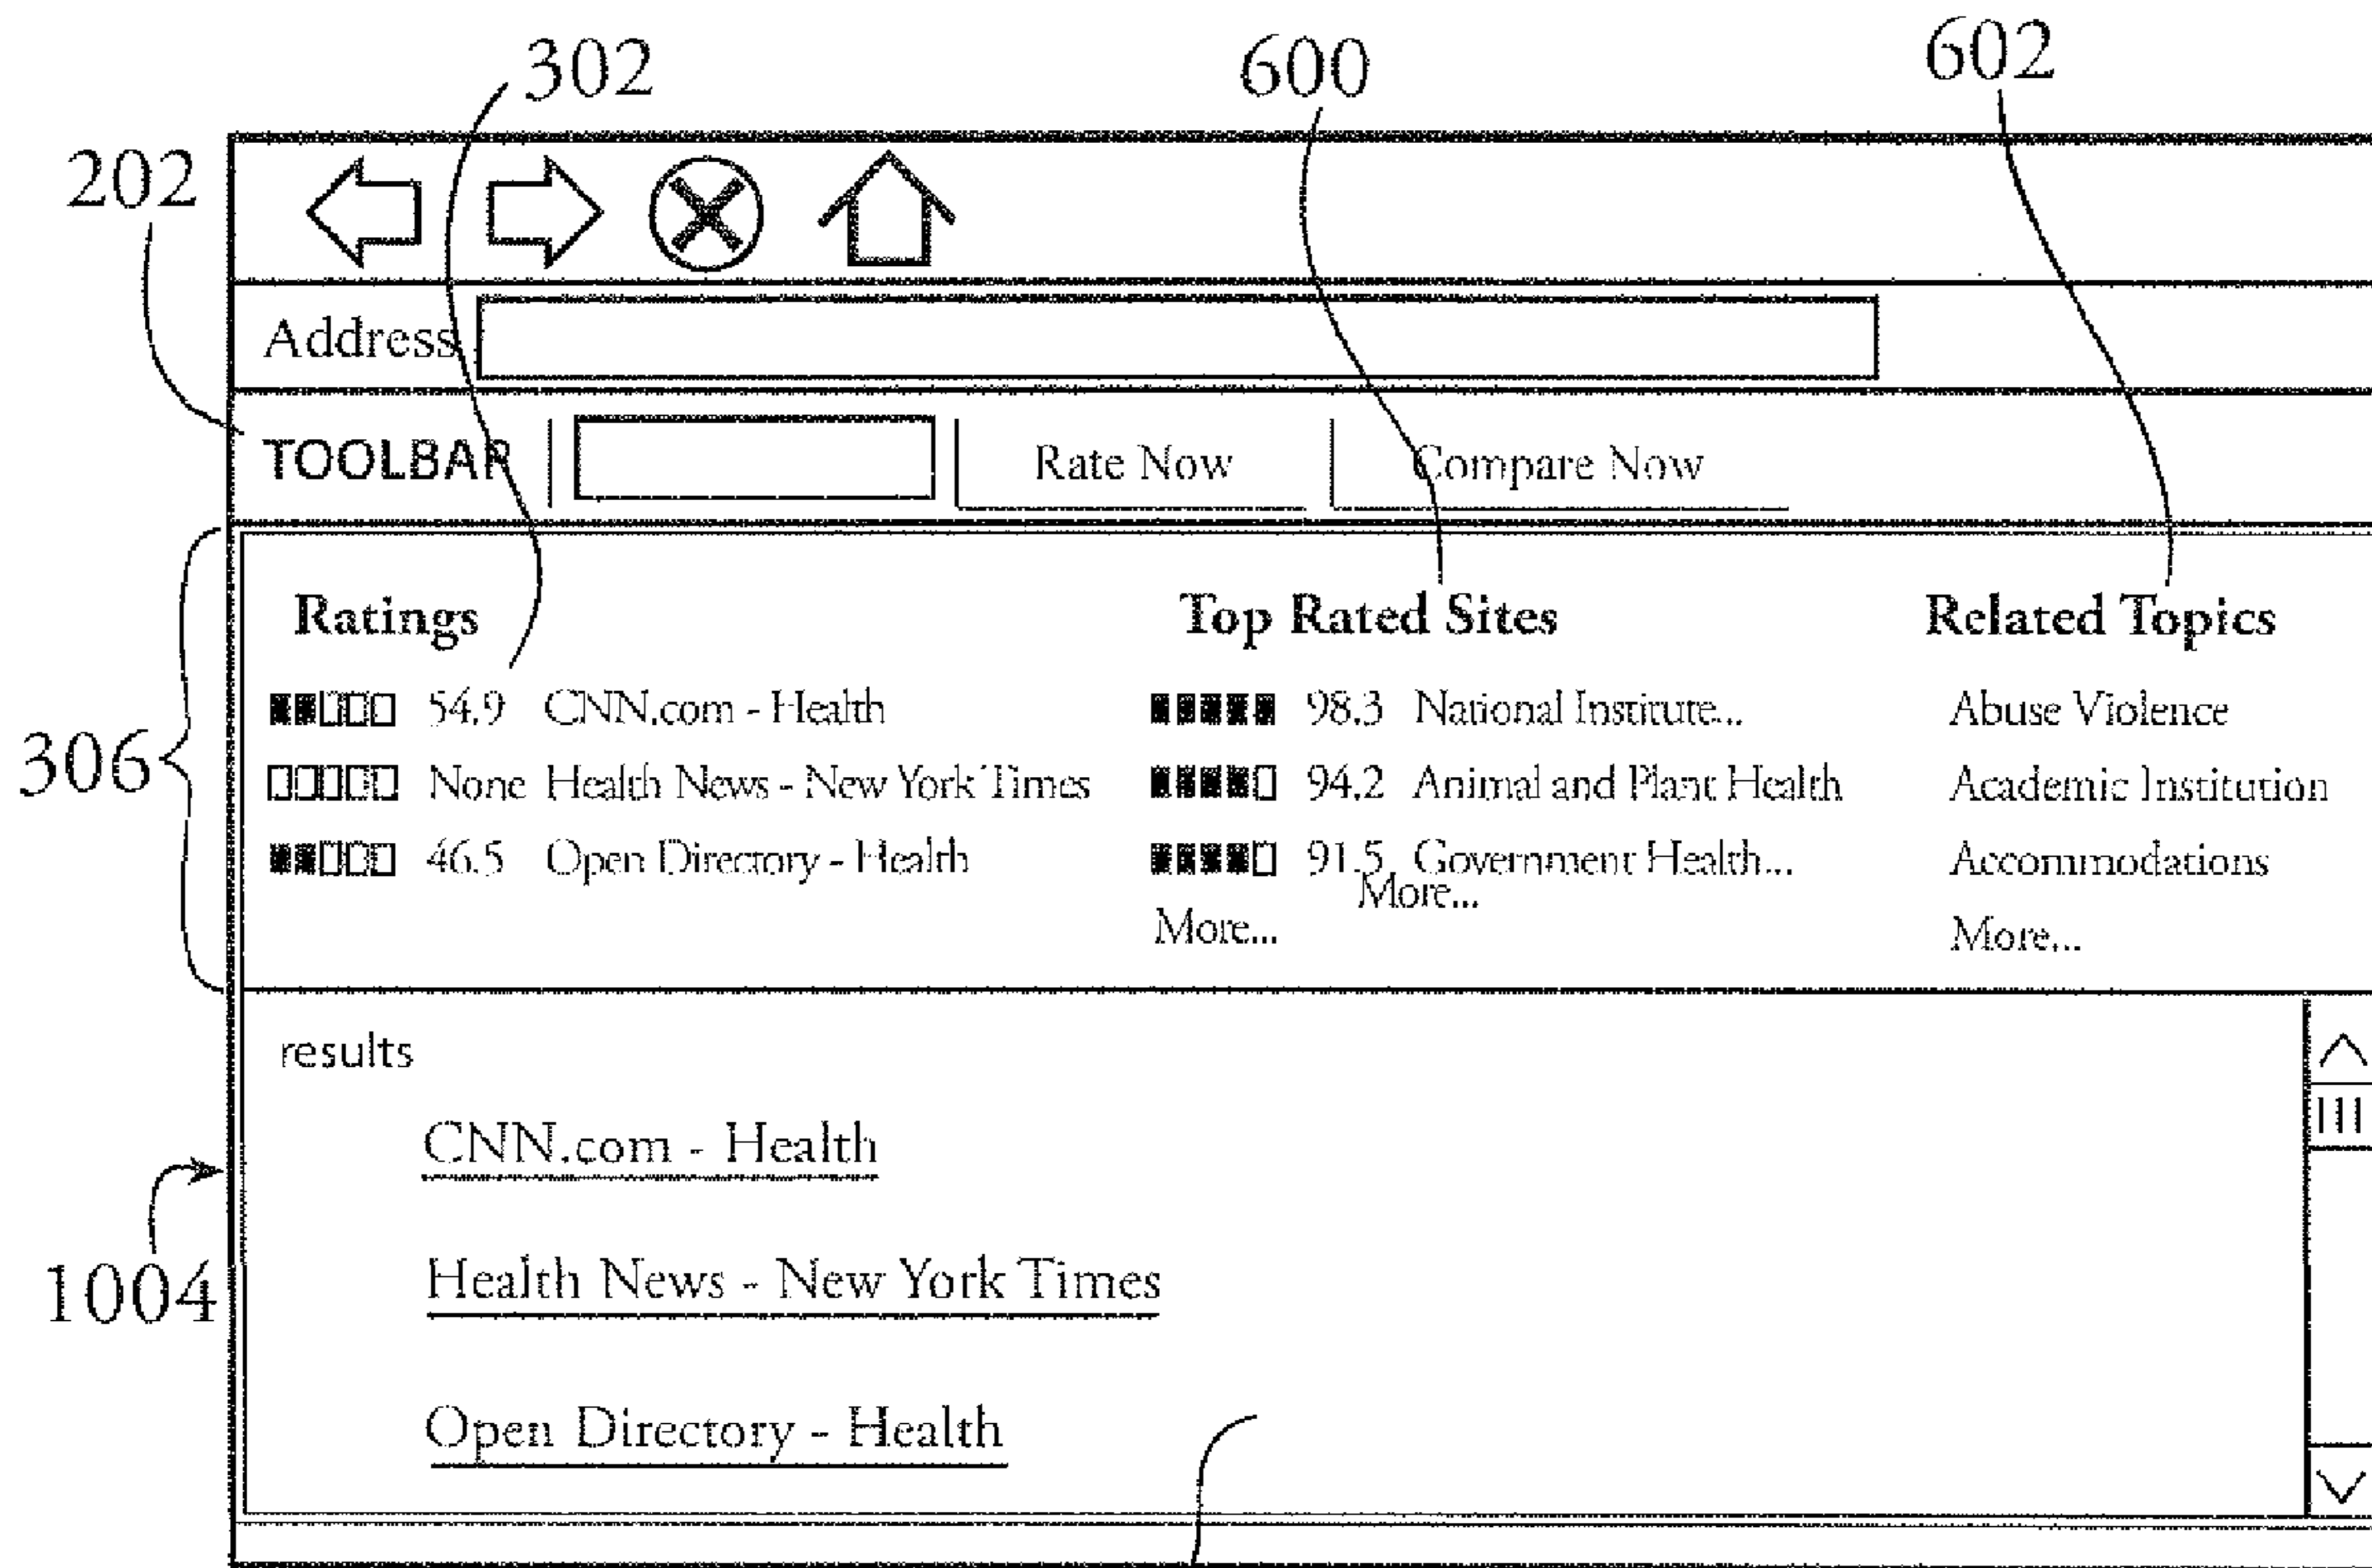 302 600 602
202
Address
TOOLBAR Rate Now Compare Now
Ratings Top Rated Sites Related Topics
54.9 CNN.com - Health 98.3 National Institute... Abuse Violence
306
None Health News - New York Times 94.2 Animal and Plant Health Academic Institution
46.5 Open Directory - Health 91.5 Government Health... Accommodations
More...
More... More...
results
CNN.com - Health
1004
Health News - New York Times
Open Directory - Health